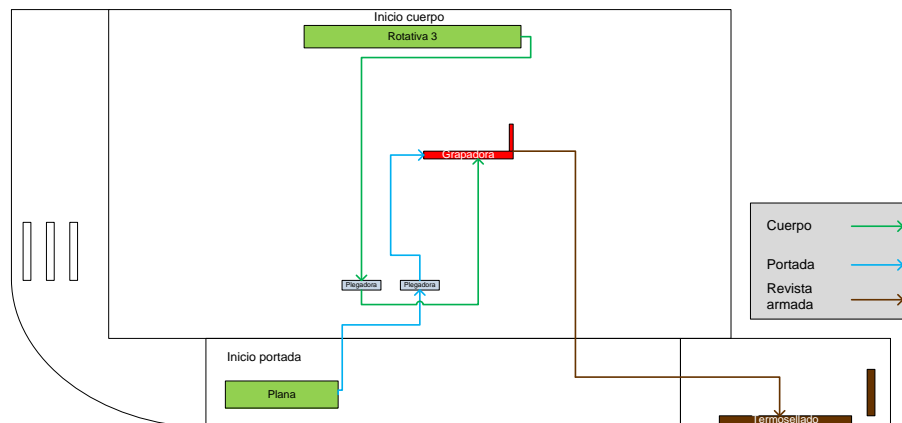 Inicio cuerpo
Rotativa 3
Grapadora
Cuerpo
Portada
Revista
armada
Plegadora
Plegadora
Inicio portada
Plana
Termosellado